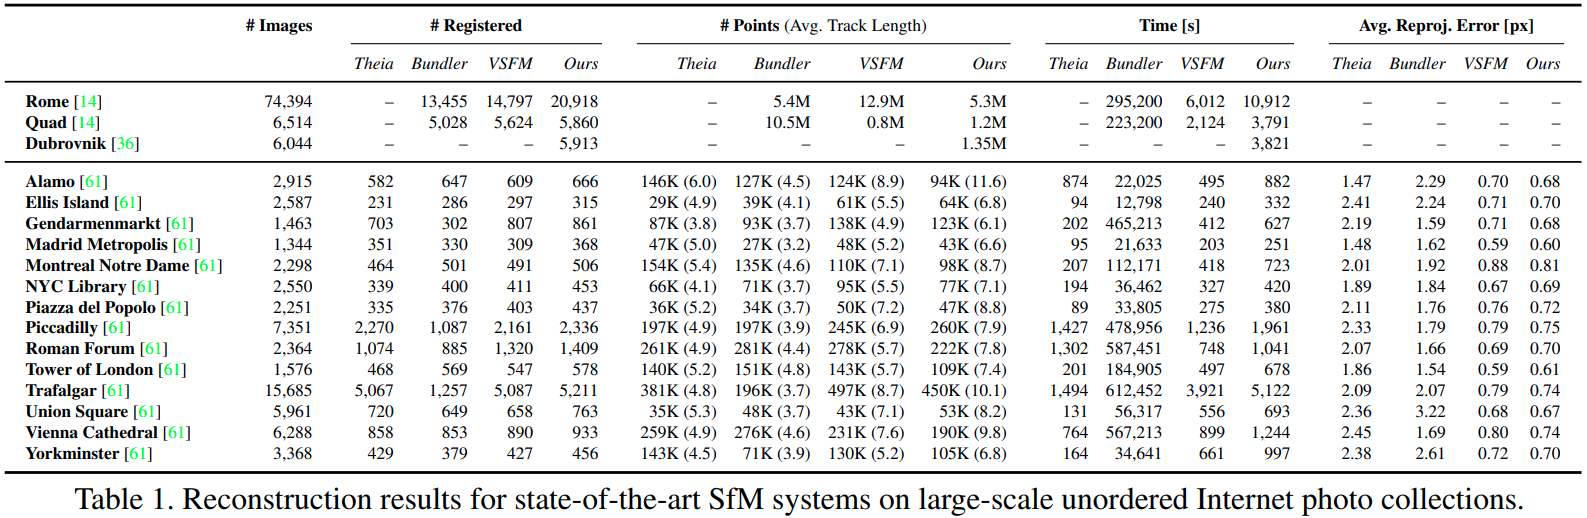 # Images # Registered # Points (Avg. Track Length) Time [s] Avg. Reproj. Error [px]
Theia Bundler VSFM Ours Theia Bundler VSFM Ours Theia Bundler VSFM Ours Theia Bundler VSFM Ours
Rome [14] 74,394 – 13,455 14,797 20,918 – 5.4M 12.9M 5.3M – 295,200 6,012 10,912 – – – –
Quad [14] 6,514 – 5,028 5,624 5,860 – 10.5M 0.8M 1.2M – 223,200 2,124 3,791 – – – –
Dubrovnik [36] 6,044 – – – 5,913 – – – 1.35M – – – 3,821 – – – –
Alamo [61] 2,915 582 647 609 666 146K (6.0) 127K (4.5) 124K (8.9) 94K (11.6) 874 22,025 495 882 1.47 2.29 0.70 0.68
Ellis Island [61] 2,587 231 286 297 315 29K (4.9) 39K (4.1) 61K (5.5) 64K (6.8) 94 12,798 240 332 2.41 2.24 0.71 0.70
Gendarmenmarkt [61] 1,463 703 302 807 861 87K (3.8) 93K (3.7) 138K (4.9) 123K (6.1) 202 465,213 412 627 2.19 1.59 0.71 0.68
Madrid Metropolis [61] 1,344 351 330 309 368 47K (5.0) 27K (3.2) 48K (5.2) 43K (6.6) 95 21,633 203 251 1.48 1.62 0.59 0.60
Montreal Notre Dame [61] 2,298 464 501 491 506 154K (5.4) 135K (4.6) 110K (7.1) 98K (8.7) 207 112,171 418 723 2.01 1.92 0.88 0.81
NYC Library [61] 2,550 339 400 411 453 66K (4.1) 71K (3.7) 95K (5.5) 77K (7.1) 194 36,462 327 420 1.89 1.84 0.67 0.69
Piazza del Popolo [61] 2,251 335 376 403 437 36K (5.2) 34K (3.7) 50K (7.2) 47K (8.8) 89 33,805 275 380 2.11 1.76 0.76 0.72
Piccadilly [61] 7,351 2,270 1,087 2,161 2,336 197K (4.9) 197K (3.9) 245K (6.9) 260K (7.9) 1,427 478,956 1,236 1,961 2.33 1.79 0.79 0.75
Roman Forum [61] 2,364 1,074 885 1,320 1,409 261K (4.9) 281K (4.4) 278K (5.7) 222K (7.8) 1,302 587,451 748 1,041 2.07 1.66 0.69 0.70
Tower of London [61] 1,576 468 569 547 578 140K (5.2) 151K (4.8) 143K (5.7) 109K (7.4) 201 184,905 497 678 1.86 1.54 0.59 0.61
Trafalgar [61] 15,685 5,067 1,257 5,087 5,211 381K (4.8) 196K (3.7) 497K (8.7) 450K (10.1) 1,494 612,452 3,921 5,122 2.09 2.07 0.79 0.74
Union Square [61] 5,961 720 649 658 763 35K (5.3) 48K (3.7) 43K (7.1) 53K (8.2) 131 56,317 556 693 2.36 3.22 0.68 0.67
Vienna Cathedral [61] 6,288 858 853 890 933 259K (4.9) 276K (4.6) 231K (7.6) 190K (9.8) 764 567,213 899 1,244 2.45 1.69 0.80 0.74
Yorkminster [61] 3,368 429 379 427 456 143K (4.5) 71K (3.9) 130K (5.2) 105K (6.8) 164 34,641 661 997 2.38 2.61 0.72 0.70
Table 1. Reconstruction results for state-of-the-art SfM systems on large-scale unordered Internet photo collections.